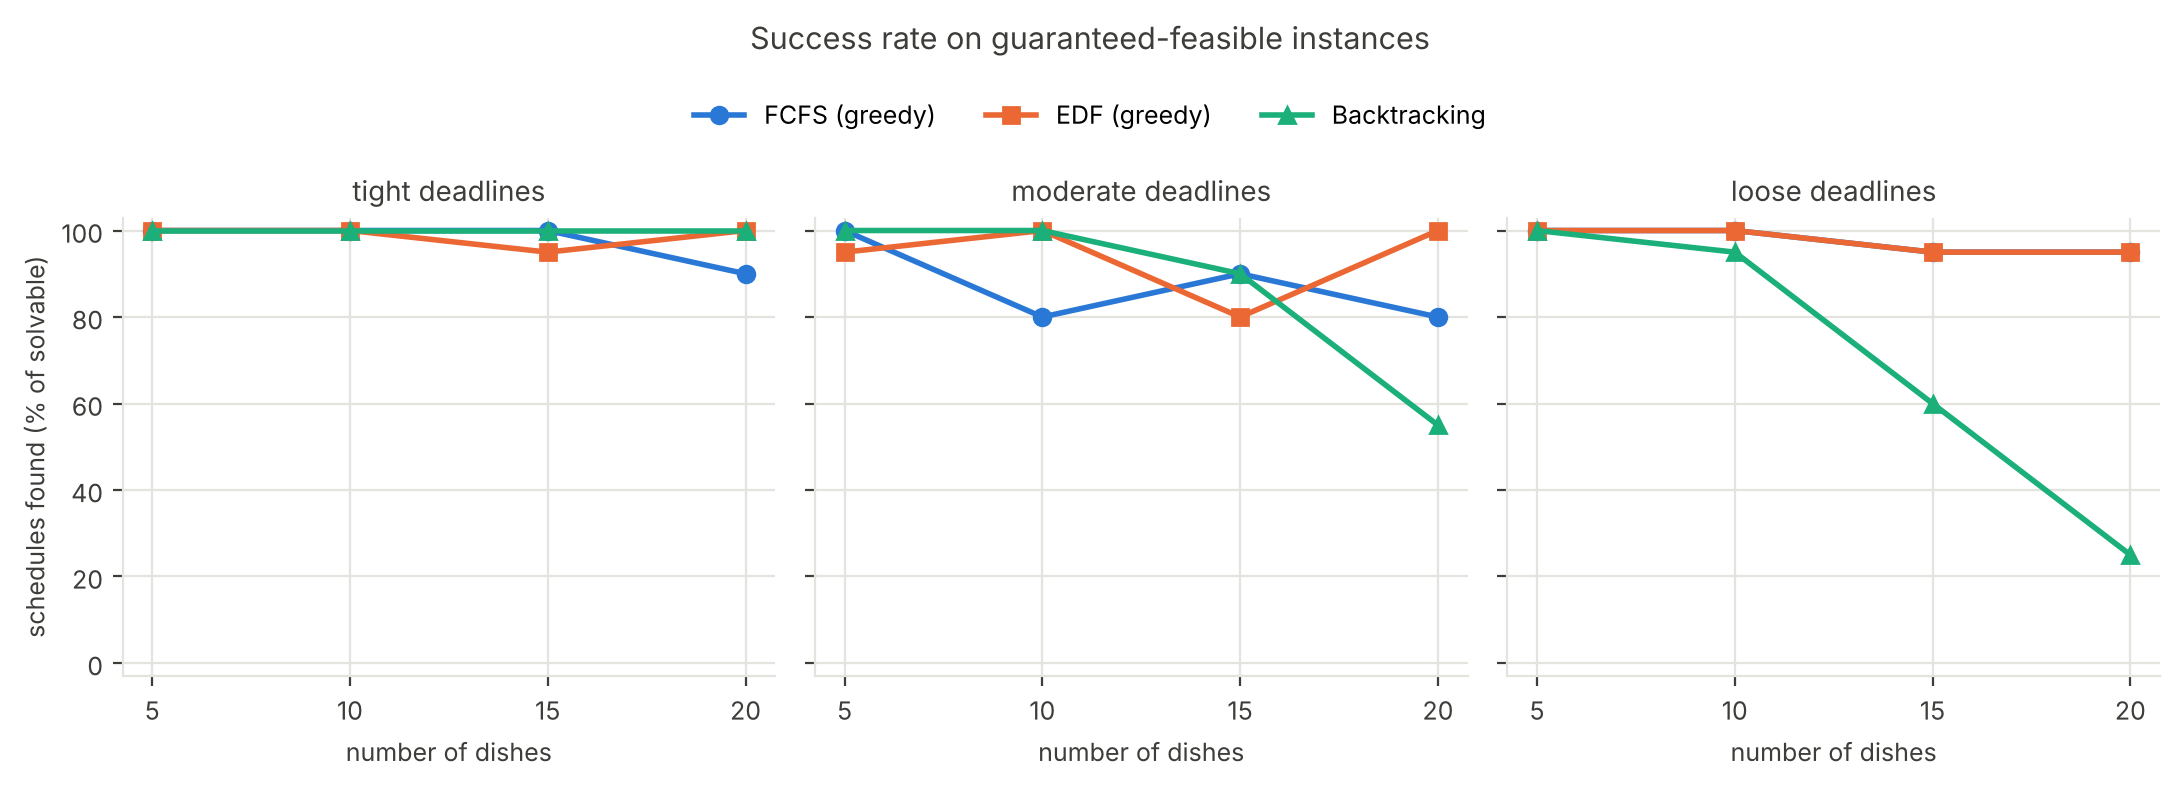 Success rate on guaranteed-feasible instances
FCFS (greedy) EDF (greedy) Backtracking
tight deadlines moderate deadlines loose deadlines
schedules found (% of solvable)
100
80
60
40
20
0
5 10 15 20 5 10 15 20 5 10 15 20
number of dishes number of dishes number of dishes